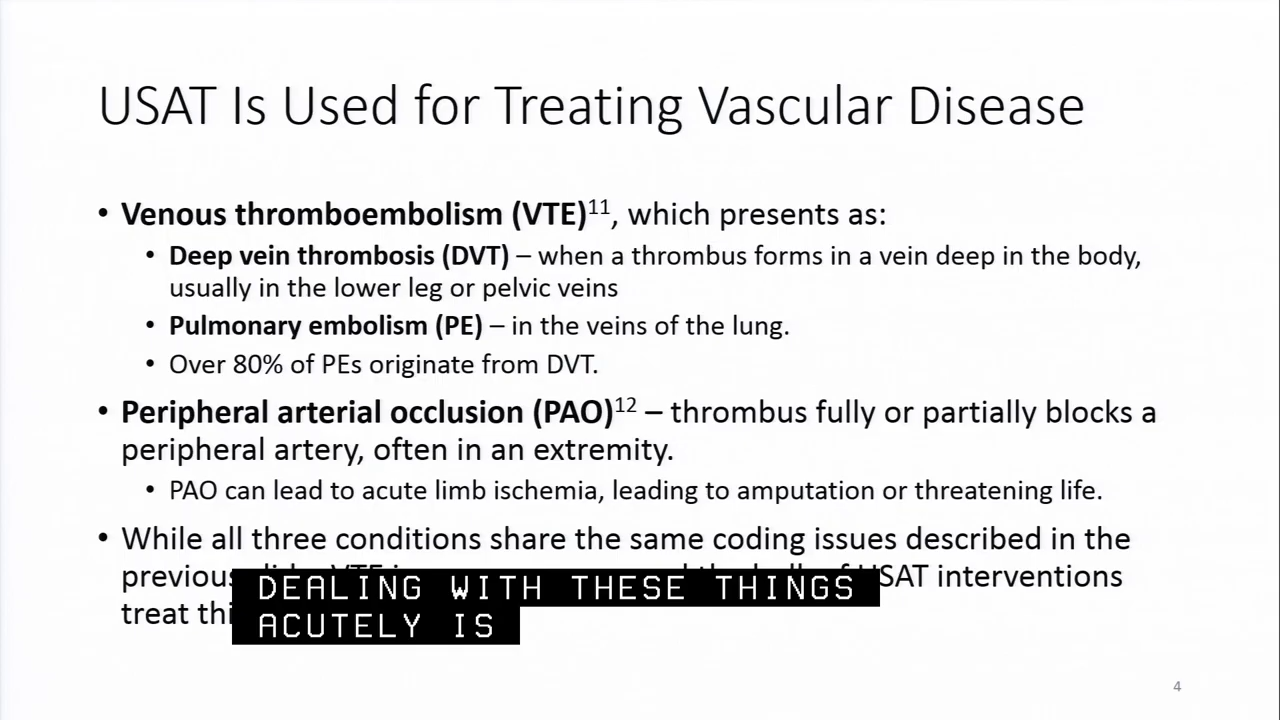 USAT Is Used for Treating Vascular Disease
• Venous thromboembolism (VTE)11, which presents as:
• Deep vein thrombosis (DVT) – when a thrombus forms in a vein deep in the body,
usually in the lower leg or pelvic veins
• Pulmonary embolism (PE) – in the veins of the lung.
• Over 80% of PEs originate from DVT.
• Peripheral arterial occlusion (PAO)12 – thrombus fully or partially blocks a
peripheral artery, often in an extremity.
• PAO can lead to acute limb ischemia, leading to amputation or threatening life.
• While all three conditions share the same coding issues described in the
previous USAT interventions
treat
DEALING WITH THESE THINGS
ACUTELY IS
4